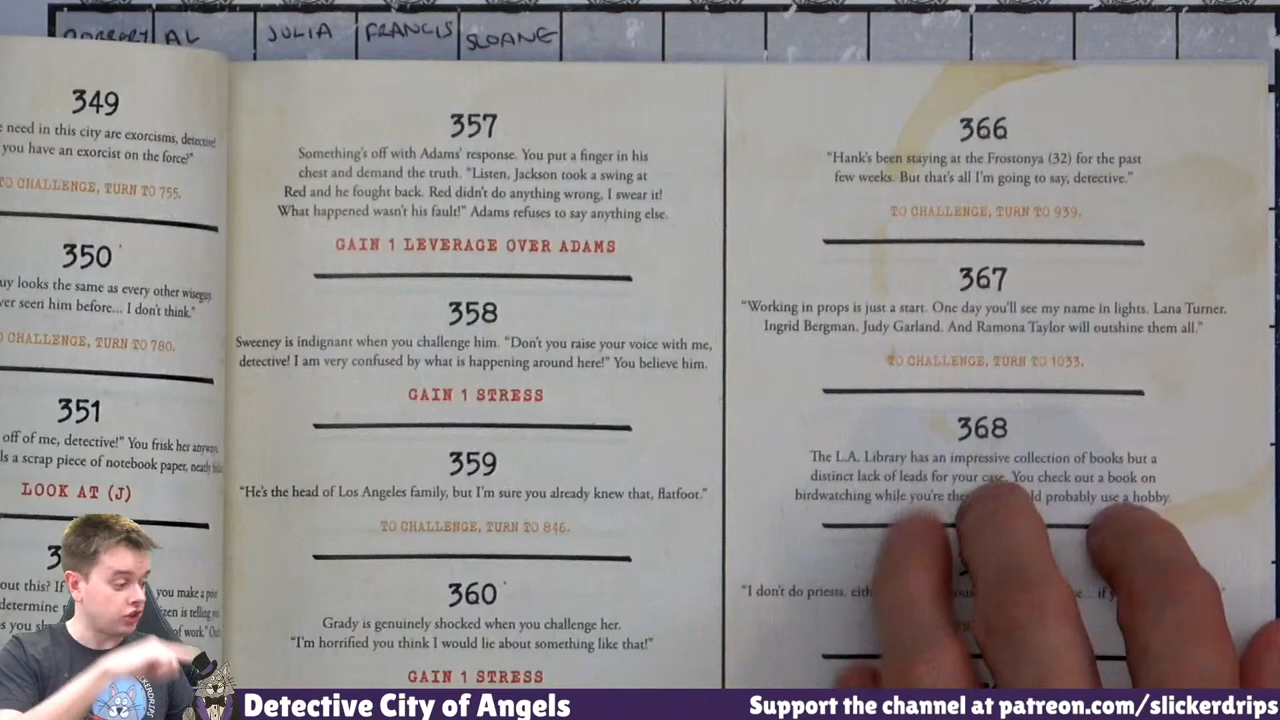 AL
JULIA
FRANCIS
SLOANE
349
need in this city are exorcisms, detective!
you have an exorcist on the force?"
TO CHALLENGE, TURN TO 755.
350
looks the same as every other wiseguy.
seen him before... I don't think."
CHALLENGE, TURN TO 780.
351
off of me, detective!" You frisk her anyways
a scrap piece of notebook paper, neatly
LOOK AT (J)
out this? If
you make a
determine
is telling
of work."
357
Something's off with Adams' response. You put a finger in his
chest and demand the truth. "Listen, Jackson took a swing at
Red and he fought back. Red didn't do anything wrong, I swear it!
What happened wasn't his fault!" Adams refuses to say anything else.
GAIN 1 LEVERAGE OVER ADAMS
358
Sweeney is indignant when you challenge him. "Don't you raise your voice with me,
detective! I am very confused by what is happening around here!" You believe him.
GAIN 1 STRESS
359
"He's the head of Los Angeles family, but I'm sure you already knew that, flatfoot."
TO CHALLENGE, TURN TO 846.
360
Grady is genuinely shocked when you challenge her.
"I'm horrified you think I would lie about something like that!"
GAIN 1 STRESS
366
"Hank's been staying at the Frostonya (32) for the past
few weeks. But that's all I'm going to say, detective."
TO CHALLENGE, TURN TO 939.
367
"Working in props is just a start. One day you'll see my name in lights. Lana Turner.
Ingrid Bergman. Judy Garland. And Ramona Taylor will outshine them all."
TO CHALLENGE, TURN TO 1033.
368
The L.A. Library has an impressive collection of books but a
distinct lack of leads for your case. You check out a book on
birdwatching while you're probably use a hobby.
"I don't do priests,
Detective City of Angels
Support the channel at patreon.com/slickerdrips